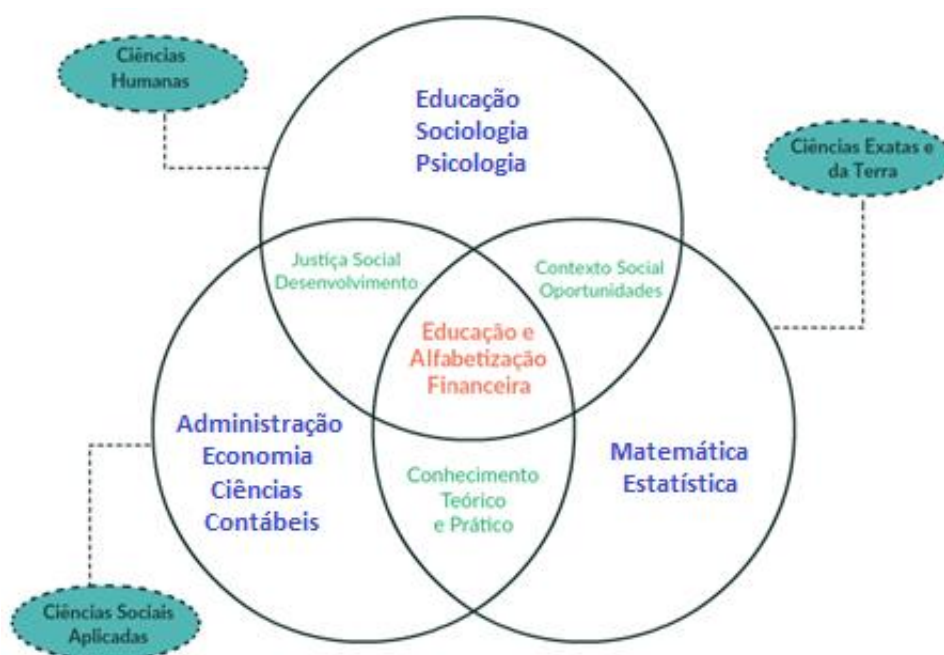 Ciências
Humanas
Educação
Sociologia
Psicologia
Ciências Exatas e
da Terra
Justiça Social
Desenvolvimento
Contexto Social
Oportunidades
Educação e
Alfabetização
Financeira
Administração
Economia
Ciências
Contábeis
Matemática
Estatística
Conhecimento
Teórico
e Prático
Ciências Sociais
Aplicadas